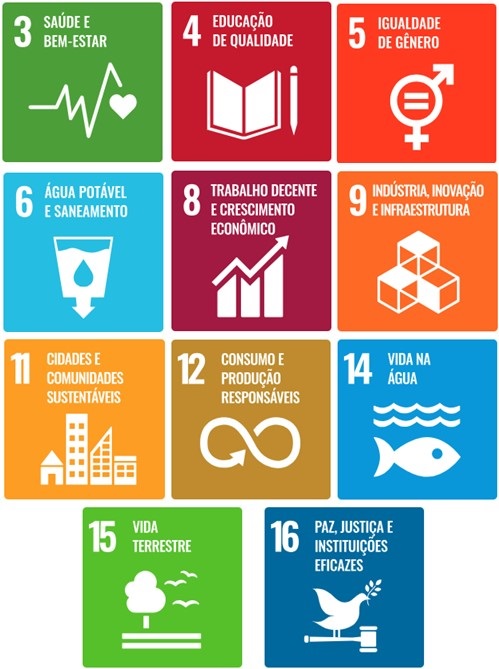 3 SAÚDE E
BEM-ESTAR
4 EDUCAÇÃO
DE QUALIDADE
5 IGUALDADE
DE GÊNERO
6 ÁGUA POTÁVEL
E SANEAMENTO
8 TRABALHO DECENTE
E CRESCIMENTO
ECONÔMICO
9 INDÚSTRIA, INOVAÇÃO
E INFRAESTRUTURA
11 CIDADES E
COMUNIDADES
SUSTENTÁVEIS
12 CONSUMO E
PRODUÇÃO
RESPONSÁVEIS
14 VIDA NA
ÁGUA
15 VIDA
TERRESTRE
16 PAZ, JUSTIÇA E
INSTITUIÇÕES
EFICAZES